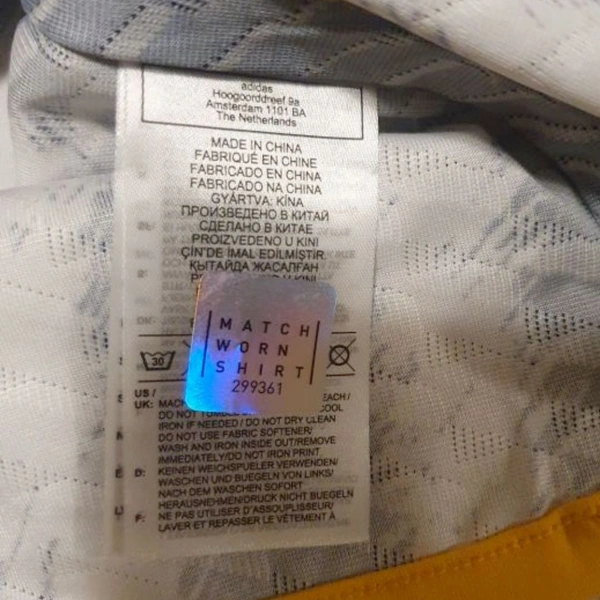 adidas
Hoogoorddreef 9a
Amsterdam 1101 BA
The Netherlands
MADE IN CHINA
FABRIQUÉ EN CHINE
FABRICADO EN CHINA
FABRICADO NA CHINA
GYÁRTVA: KÍNA
ПРОИЗВЕДЕНО В КИТАЙ
СДЕЛАНО В КИТАЕ
PROIZVEDENO U KINI
ÇİN'DE İMAL EDİLMİŞTİR.
ҚЫТАЙДА ЖАСАЛҒАН
MATCH
WORN
SHIRT
299361
30
US /
UK:
DO NOT
IRON IF NEEDED / DO NOT DRY CLEAN
DO NOT USE FABRIC SOFTENER/
WASH AND IRON INSIDE OUT/REMOVE
IMMEDIATELY/DO NOT IRON PRINT
D: KEINEN WEICHSPUELER VERWENDEN/
WASCHEN UND BUEGELN VON LINKS/
NACH DEM WASCHEN SOFORT
HERAUSNEHMEN/DRUCK NICHT BUEGELN
F: NE PAS UTILISER D'ASSOUPLISSEUR/
LAVER ET REPASSER LE VÊTEMENT À